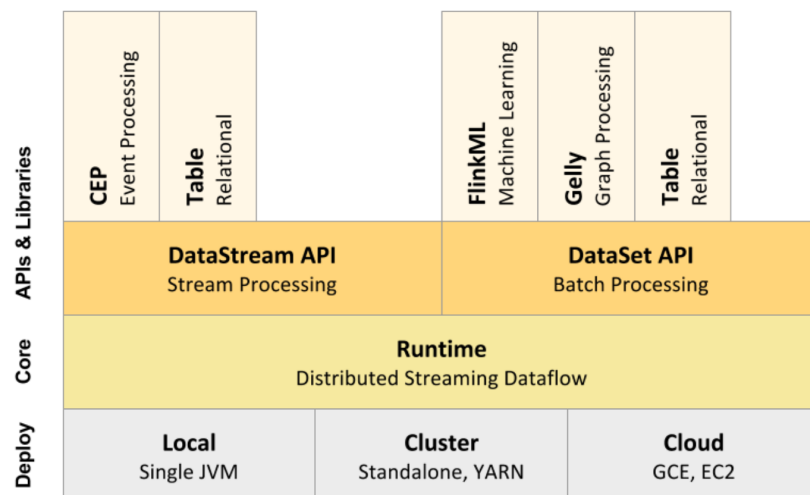 APIs & Libraries
CEP
Event Processing
Table
Relational
FlinkML
Machine Learning
Gelly
Graph Processing
Table
Relational
DataStream API
Stream Processing
DataSet API
Batch Processing
Core
Runtime
Distributed Streaming Dataflow
Deploy
Local
Single JVM
Cluster
Standalone, YARN
Cloud
GCE, EC2